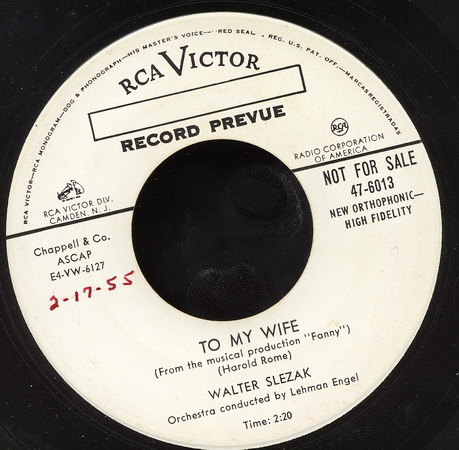 RCA VICTOR—RCA MONOGRAM—DOG & PHONOGRAPH—HIS MASTER'S VOICE—RED SEAL, REG. U.S. PAT. OFF.—MARCAS REGISTRADAS
RCA VICTOR
RECORD PREVUE
RCA
RADIO CORPORATION
OF AMERICA
RCA VICTOR DIV.
CAMDEN, N. J.
NOT FOR SALE
47-6013
NEW ORTHOPHONIC—
HIGH FIDELITY
Chappell & Co.
ASCAP
E4-VW-6127
2-17-55
TO MY WIFE
(From the musical production "Fanny")
(Harold Rome)
WALTER SLEZAK
Orchestra conducted by Lehman Engel
Time: 2:20